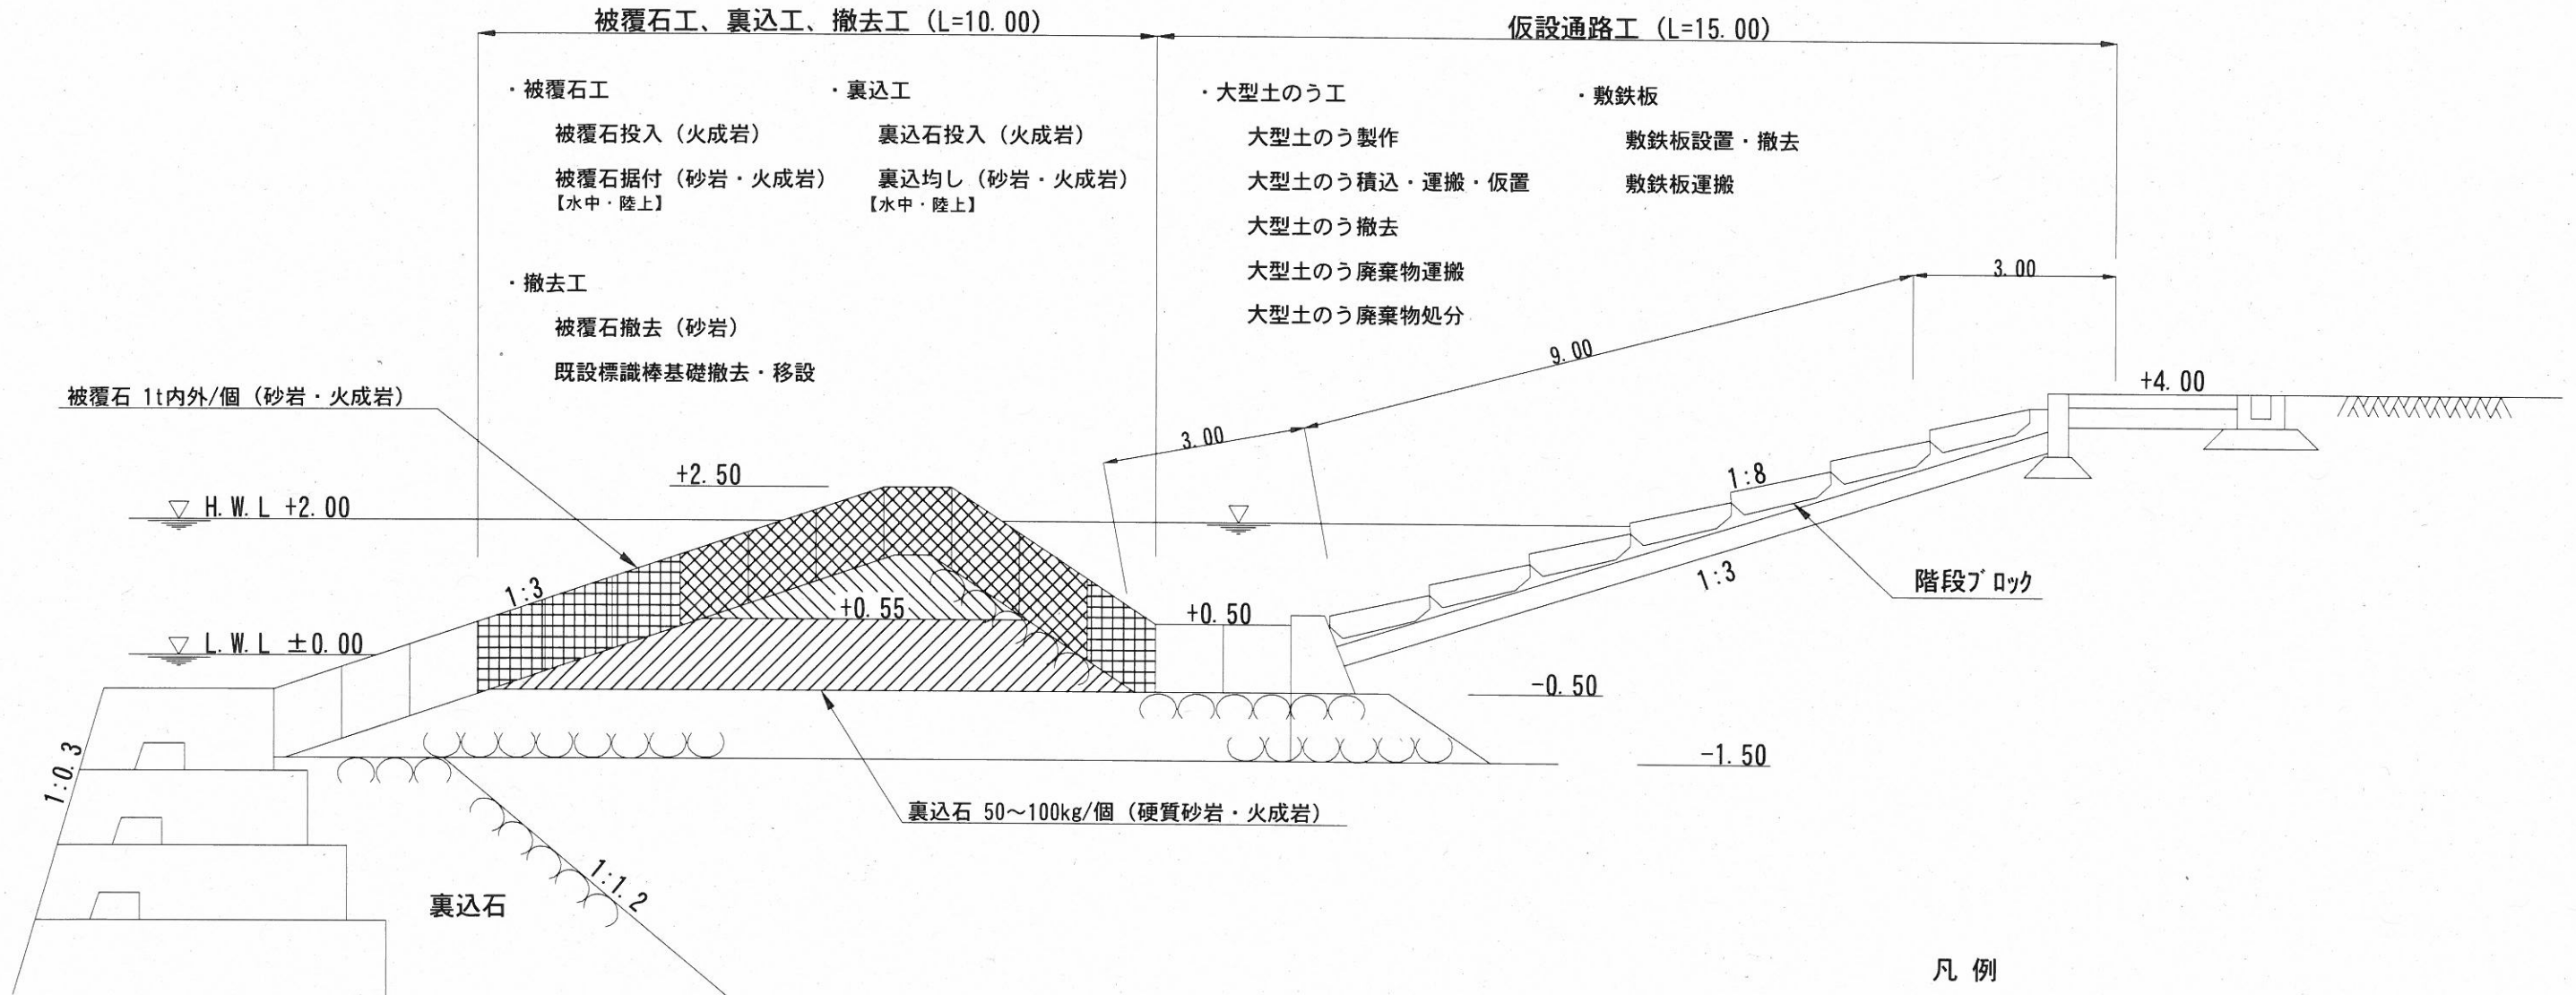 被覆石工、裏込工、撤去工（L=10.00）
仮設通路工（L=15.00）
・被覆石工
被覆石投入（火成岩）
被覆石据付（砂岩・火成岩）
【水中・陸上】
・裏込工
裏込石投入（火成岩）
裏込均し（砂岩・火成岩）
【水中・陸上】
・撤去工
被覆石撤去（砂岩）
既設標識棒基礎撤去・移設
・大型土のう工
大型土のう製作
大型土のう積込・運搬・仮置
大型土のう撤去
大型土のう廃棄物運搬
大型土のう廃棄物処分
・敷鉄板
敷鉄板設置・撤去
敷鉄板運搬
3.00
9.00
3.00
+4.00
被覆石 1t内外/個（砂岩・火成岩）
+2.50
H.W.L +2.00
1:8
1:3
階段ブロック
1:3
+0.55
+0.50
L.W.L ±0.00
-0.50
-1.50
1:0.3
裏込石 50～100kg/個（硬質砂岩・火成岩）
1:1.2
裏込石
凡 例